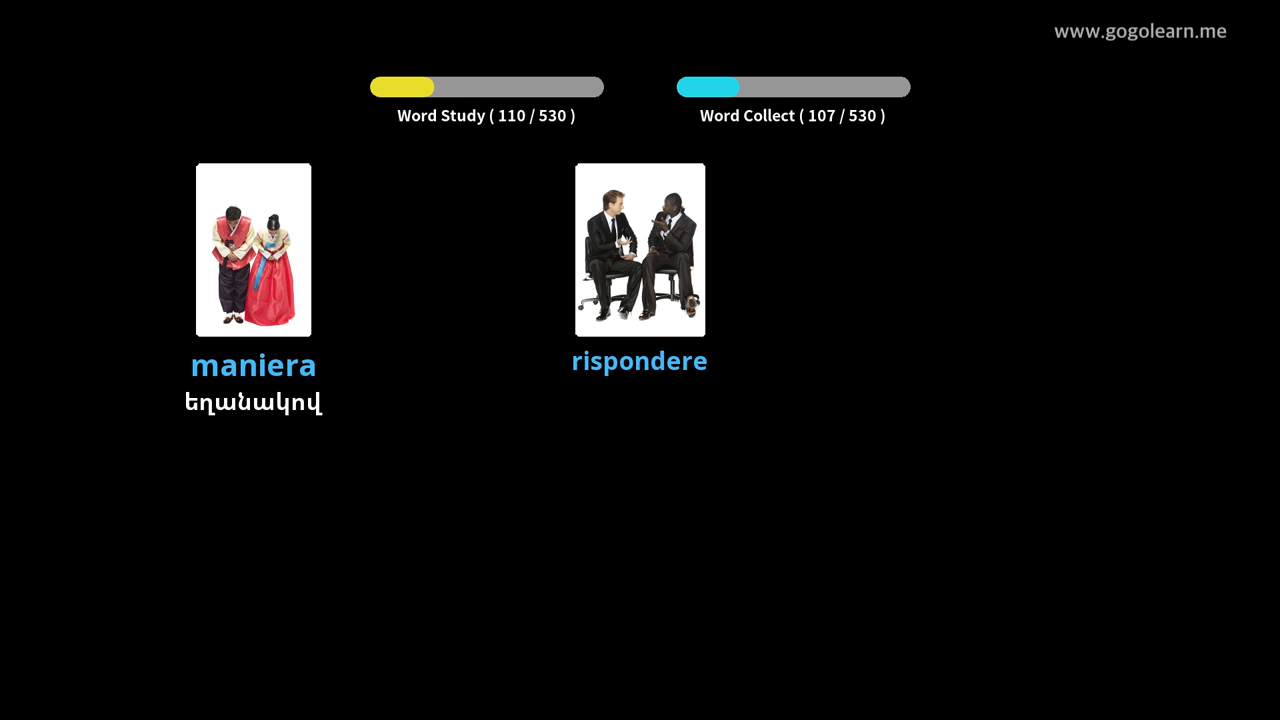 www.gogolearn.me
Word Study ( 110 / 530 )
Word Collect ( 107 / 530 )
maniera
եղանակով
rispondere